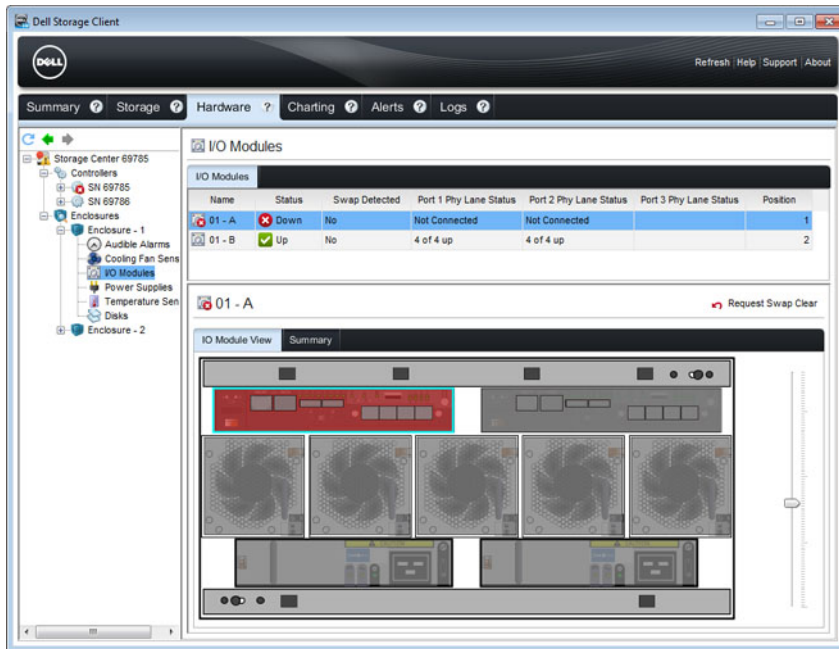 Dell Storage Client
DELL
Refresh | Help | Support | About
Summary ? Storage ? Hardware ? Charting ? Alerts ? Logs ?
Storage Center 69785
Controllers
SN 69785
SN 69786
Enclosures
Enclosure - 1
Audible Alarms
Cooling Fan Sens
I/O Modules
Power Supplies
Temperature Sen
Disks
Enclosure - 2
I/O Modules
I/O Modules
Name Status Swap Detected Port 1 Phy Lane Status Port 2 Phy Lane Status Port 3 Phy Lane Status Position
01 - A Down No Not Connected Not Connected 1
01 - B Up No 4 of 4 up 4 of 4 up 2
01 - A
Request Swap Clear
IO Module View Summary
CAUTION
CAUTION